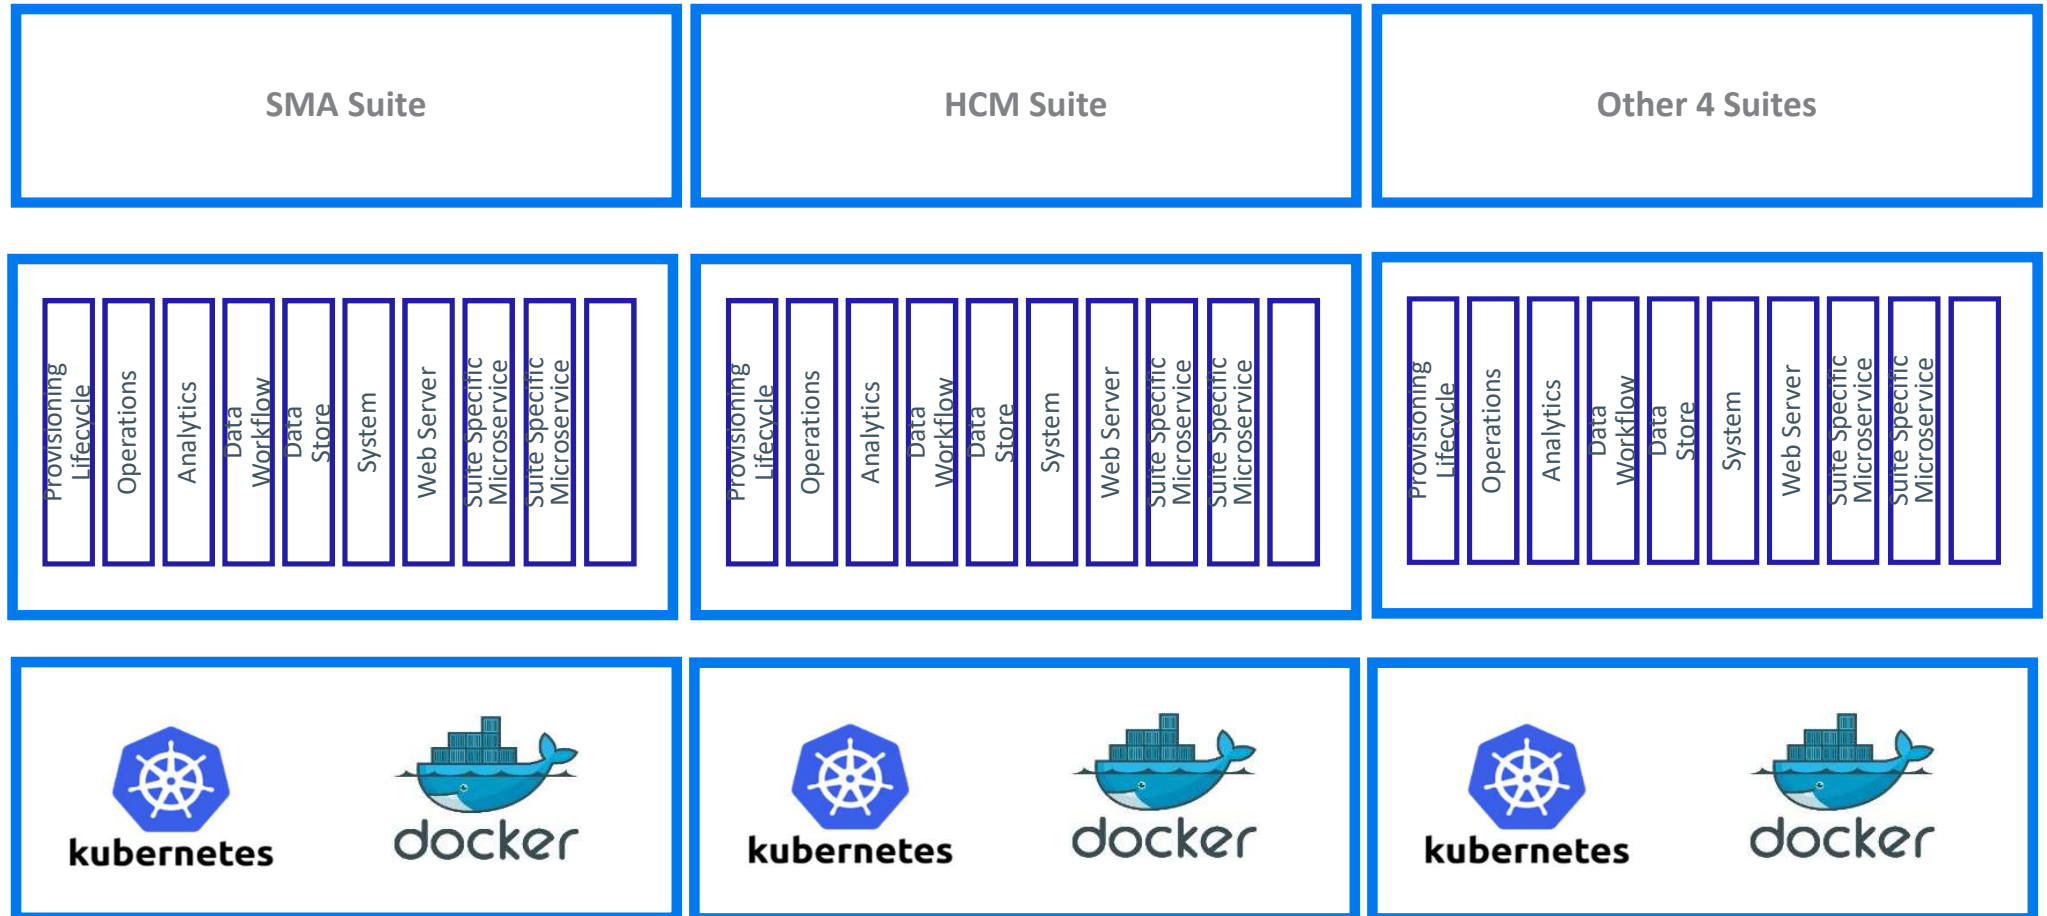 SMA Suite
HCM Suite
Other 4 Suites
Provisioning
Lifecycle
Operations
Analytics
Data
Workflow
Data
Store
System
Web Server
Suite Specific
Microservice
Suite Specific
Microservice
Provisioning
Lifecycle
Operations
Analytics
Data
Workflow
Data
Store
System
Web Server
Suite Specific
Microservice
Suite Specific
Microservice
Provisioning
Lifecycle
Operations
Analytics
Data
Workflow
Data
Store
System
Web Server
Suite Specific
Microservice
Suite Specific
Microservice
kubernetes
docker
kubernetes
docker
kubernetes
docker